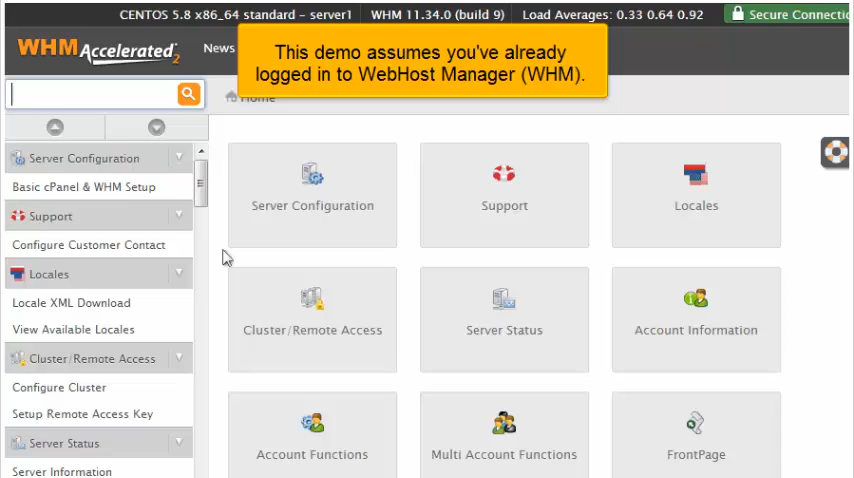 CENTOS 5.8 x86_64 standard – server1 WHM 11.34.0 (build 9) Load Averages: 0.33 0.64 0.92 Secure Connectio
WHM Accelerated 2
News
This demo assumes you've already
logged in to WebHost Manager (WHM).
Home
Server Configuration
Basic cPanel & WHM Setup
Support
Configure Customer Contact
Locales
Locale XML Download
View Available Locales
Cluster/Remote Access
Configure Cluster
Setup Remote Access Key
Server Status
Server Information
Server Configuration
Support
Locales
Cluster/Remote Access
Server Status
Account Information
Account Functions
Multi Account Functions
FrontPage